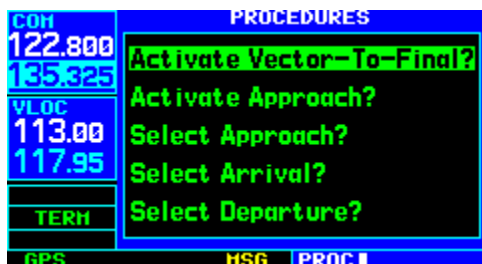 COM
122.800
135.325
VLOC
113.00
117.95
TERM
GPS
PROCEDURES
Activate Vector-To-Final?
Activate Approach?
Select Approach?
Select Arrival?
Select Departure?
MSG
PROC